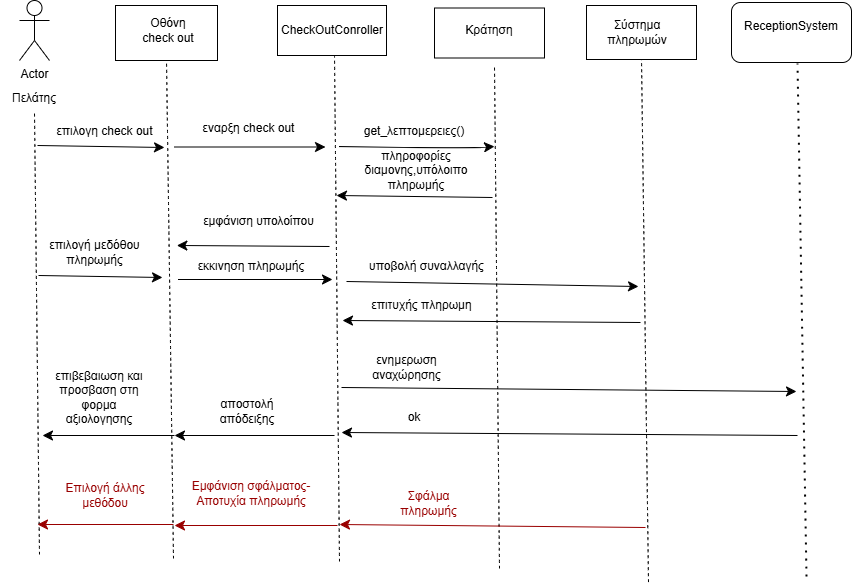 Οθόνη
check out
CheckOutConroller
Κράτηση
Σύστημα
πληρωμών
ReceptionSystem
Actor
Πελάτης
επιλογη check out
εναρξη check out
get_λεπτομερειες()
πληροφορίες
διαμονης,υπόλοιπο
πληρωμής
εμφάνιση υπολοίπου
επιλογή μεδόθου
πληρωμής
εκκινηση πληρωμής
υποβολή συναλλαγής
επιτυχής πληρωμη
ενημερωση
αναχώρησης
επιβεβαιωση και
προσβαση στη
φορμα
αξιολογησης
αποστολή
απόδειξης
ok
Επιλογή άλλης
μεθόδου
Εμφάνιση σφάλματος-
Αποτυχία πληρωμής
Σφάλμα
πληρωμής